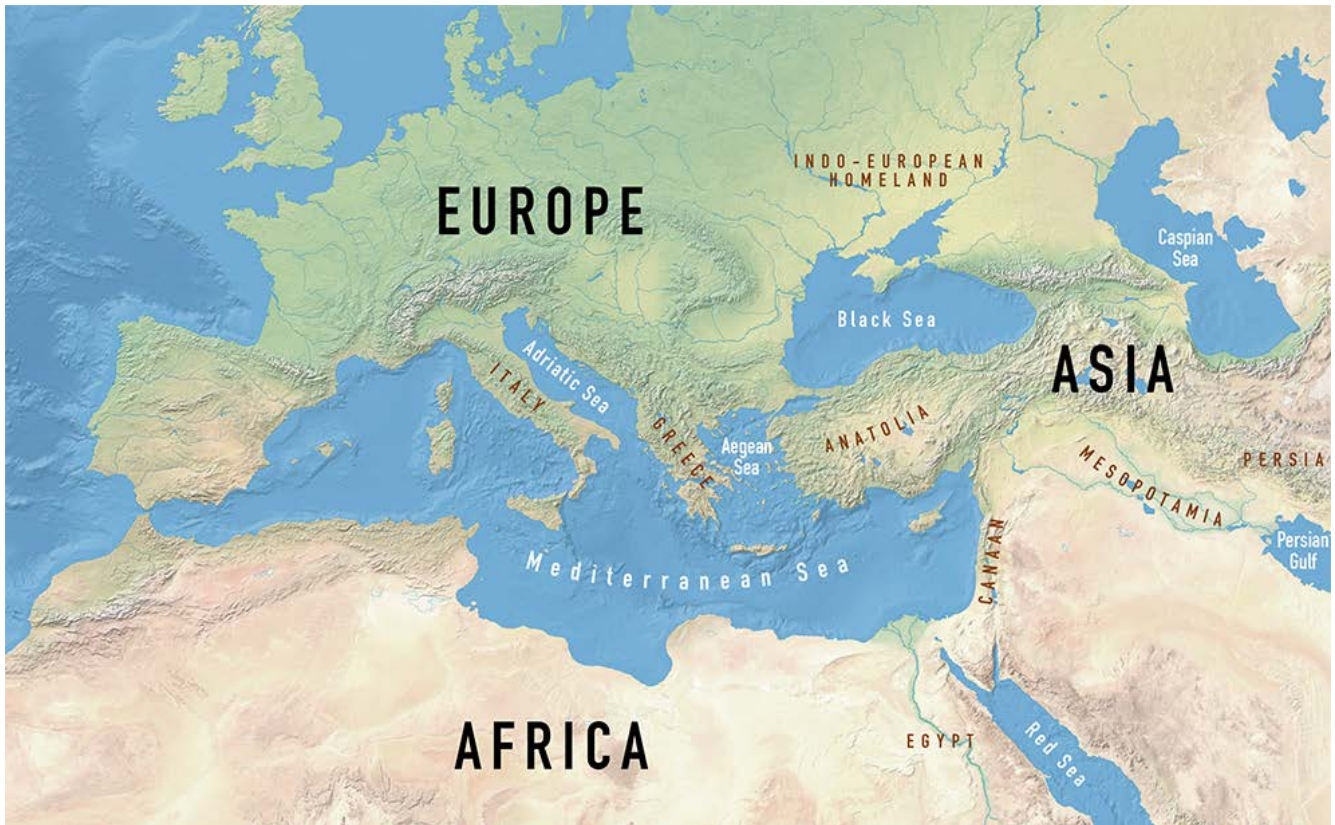 INDO-EUROPEAN
HOMELAND
EUROPE
Caspian
Sea
Black Sea
ASIA
Adriatic Sea
ITALY
GREECE
Aegean
Sea
ANATOLIA
PERSIA
MESOPOTAMIA
Persian
Gulf
Mediterranean Sea
CANAAN
AFRICA
EGYPT
Red Sea